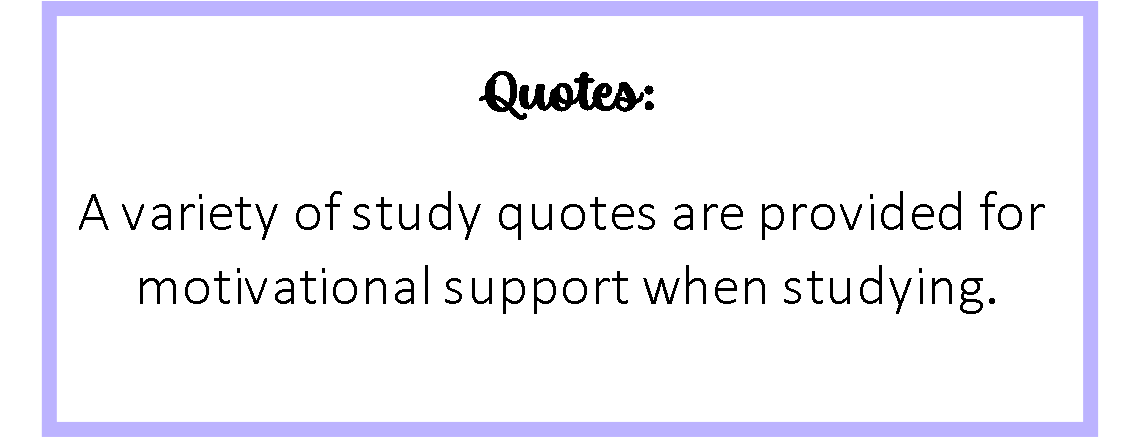 Quotes:
A variety of study quotes are provided for
motivational support when studying.